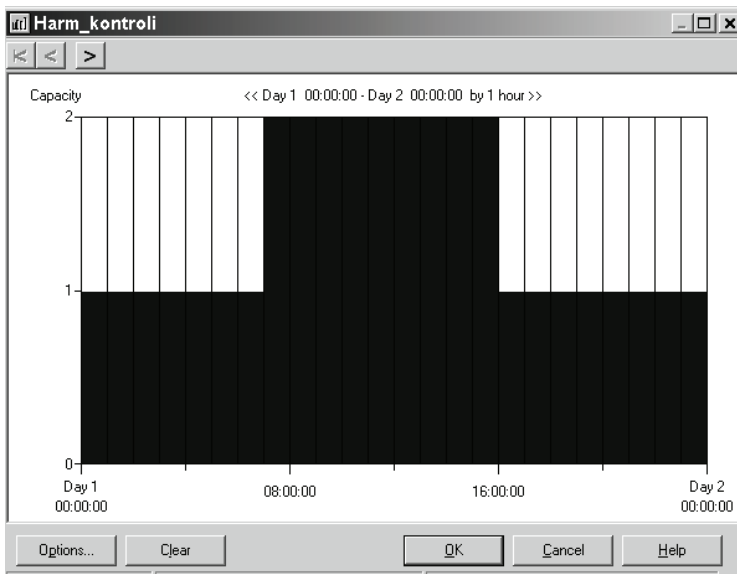 Harm_kontroli
Capacity
<< Day 1 00:00:00 - Day 2 00:00:00 by 1 hour >>
2
1
0
Day 1
00:00:00
08:00:00
16:00:00
Day 2
00:00:00
Options...
Clear
OK
Cancel
Help